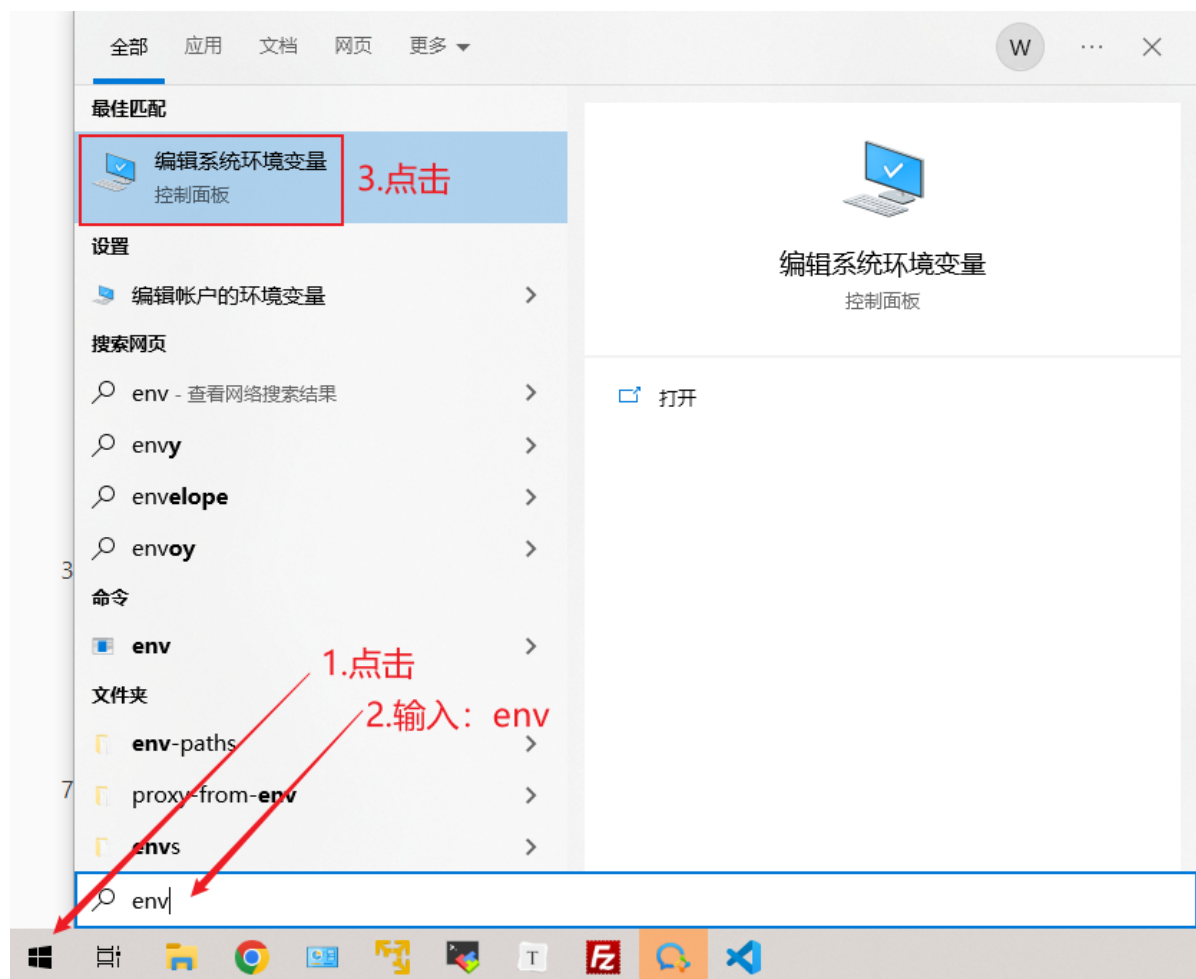 全部 应用 文档 网页 更多
W
最佳匹配
编辑系统环境变量
控制面板
3.点击
设置
编辑帐户的环境变量
搜索网页
env - 查看网络搜索结果
envy
envelope
envoy
3
命令
env
1.点击
文件夹
2.输入：env
env-paths
7
proxy-from-env
envs
env
编辑系统环境变量
控制面板
打开
T
FZ